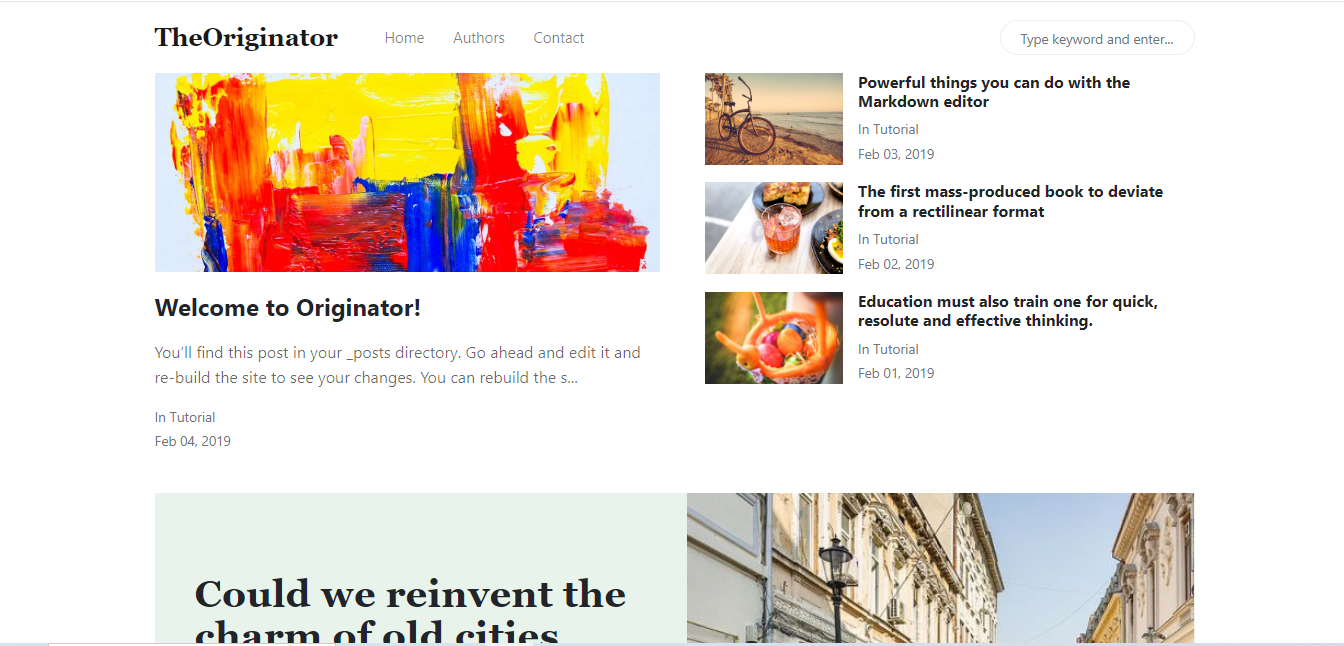 TheOriginator
Home
Authors
Contact
Type keyword and enter...
Welcome to Originator!
You'll find this post in your _posts directory. Go ahead and edit it and
re-build the site to see your changes. You can rebuild the s...
In Tutorial
Feb 04, 2019
Powerful things you can do with the
Markdown editor
In Tutorial
Feb 03, 2019
The first mass-produced book to deviate
from a rectilinear format
In Tutorial
Feb 02, 2019
Education must also train one for quick,
resolute and effective thinking.
In Tutorial
Feb 01, 2019
Could we reinvent the
charm of old cities